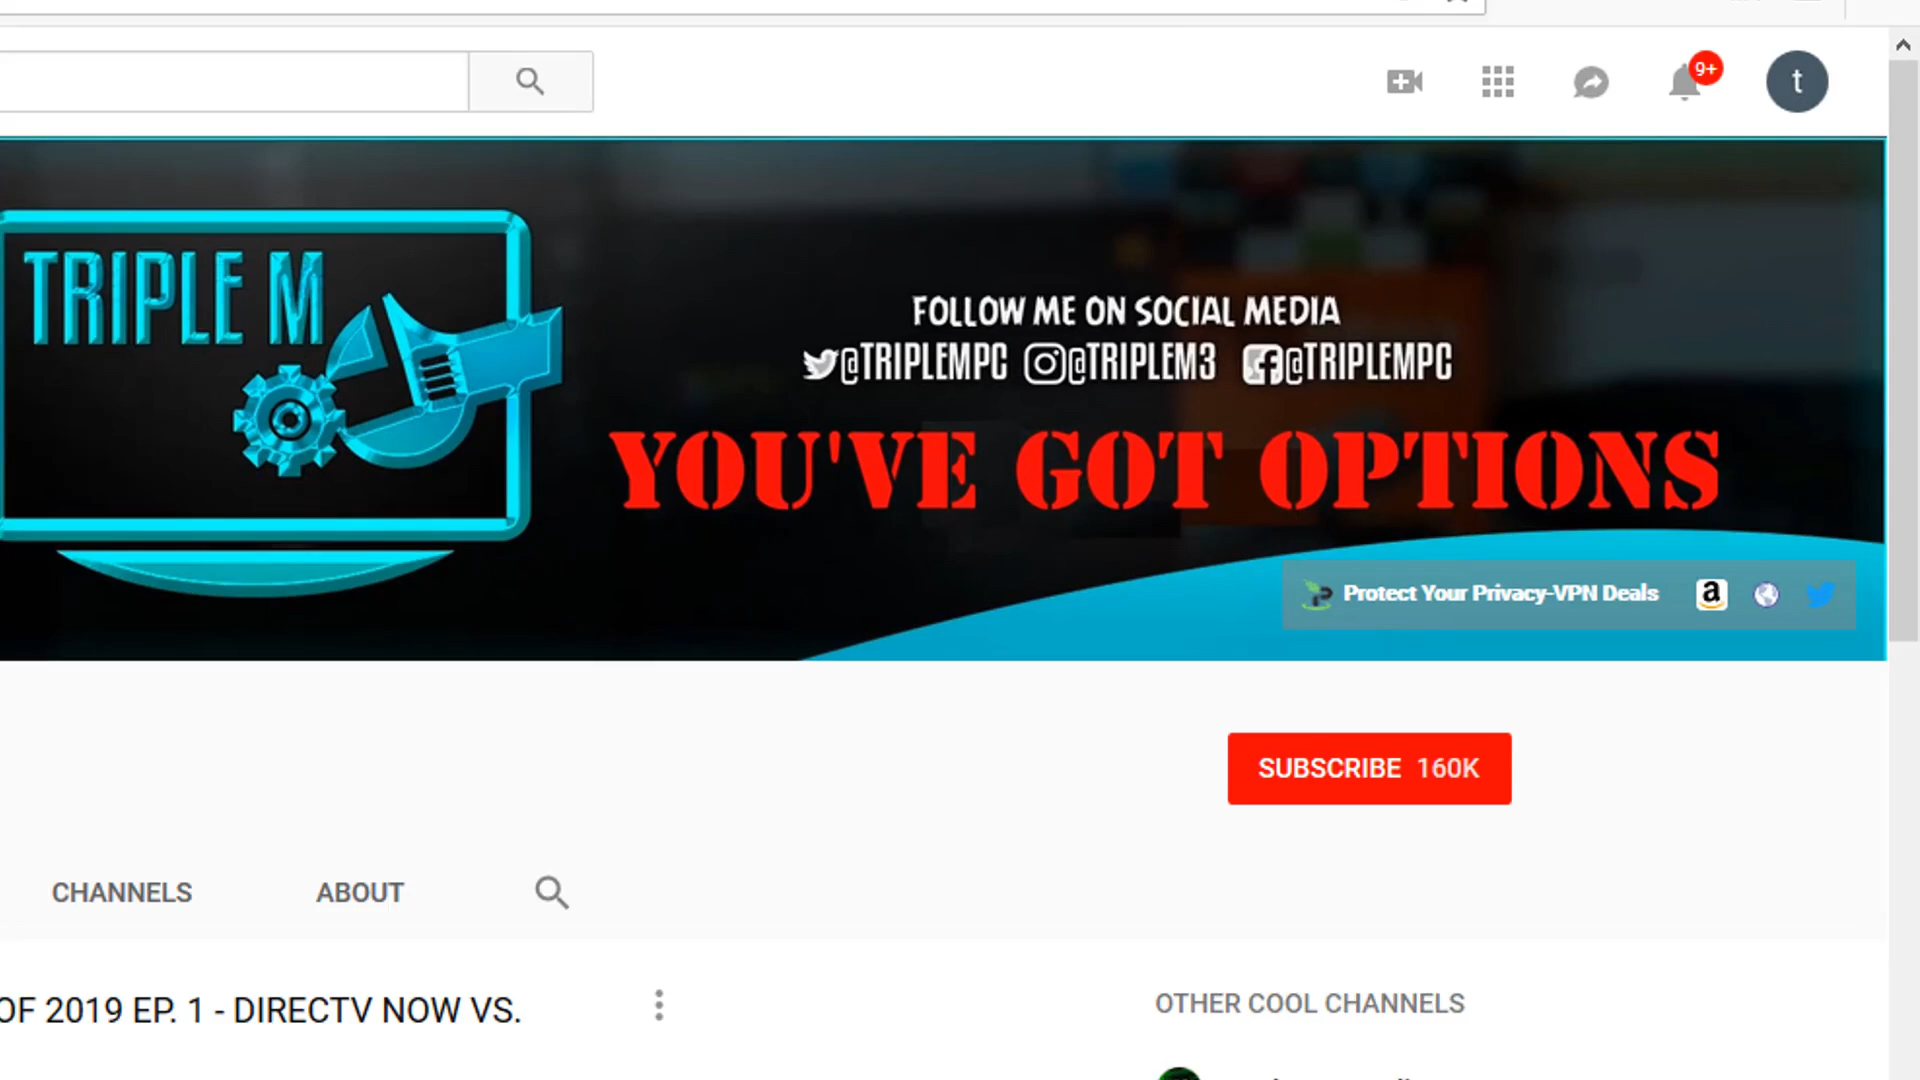 9+
t
TRIPLE M
FOLLOW ME ON SOCIAL MEDIA
@TRIPLEMPC @TRIPLEM3 @TRIPLEMPC
YOU'VE GOT OPTIONS
Protect Your Privacy-VPN Deals
SUBSCRIBE 160K
CHANNELS ABOUT
OF 2019 EP. 1 - DIRECTV NOW VS.
OTHER COOL CHANNELS